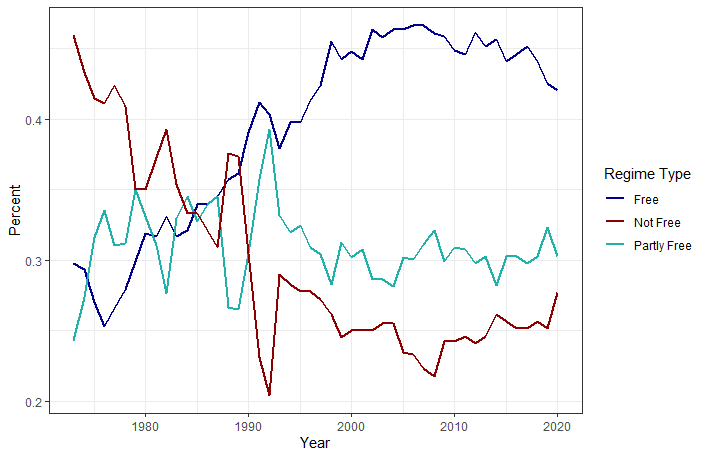 Percent
0.4
0.3
0.2
1980
1990
2000
2010
2020
Year
Regime Type
Free
Not Free
Partly Free